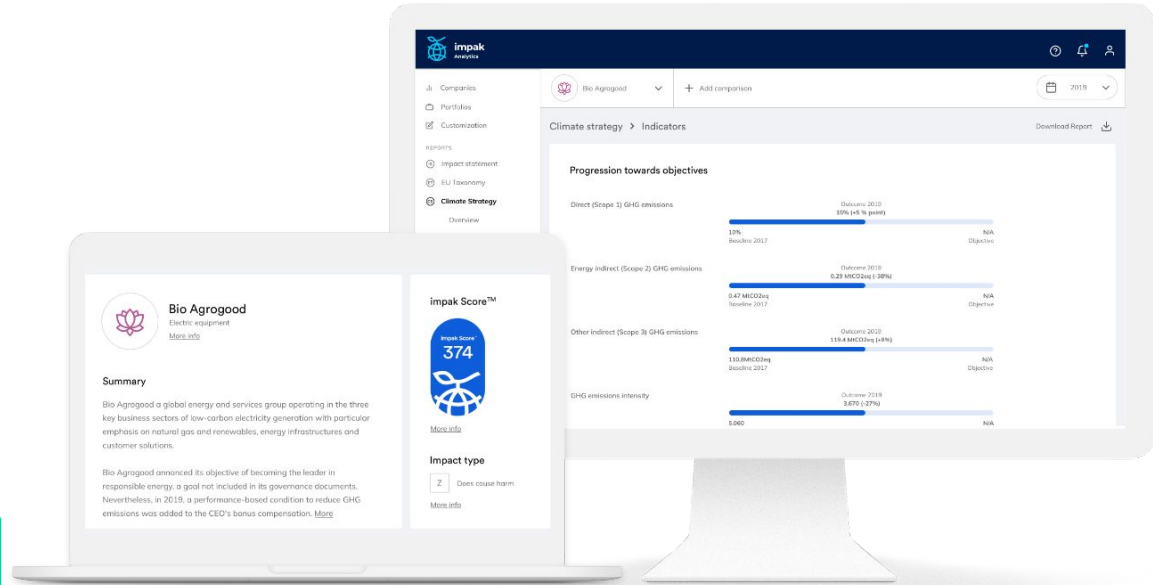 impak
Analytics
2019
Companies
Bio Agrogood
Add comparison
Portfolios
Customization
Climate strategy > Indicators
Download Report
REPORTS
Impact statement
EU Taxonomy
Climate Strategy
Overview
Progression towards objectives
Direct (Scope 1) GHG emissions
Outcome 2019
15% (+5 % point)
10%
N/A
Baseline 2017
Objective
Energy indirect (Scope 2) GHG emissions
Outcome 2019
0.29 MtCO2eq (-38%)
0.47 MtCO2eq
N/A
Baseline 2017
Objective
Other indirect (Scope 3) GHG emissions
Outcome 2019
119.4 MtCO2eq (+8%)
110.8MtCO2eq
N/A
Baseline 2017
Objective
GHG emissions intensity
Outcome 2019
3.670 (-27%)
5.060
N/A
Bio Agrogood
Electric equipment
More info
Summary
Bio Agrogood a global energy and services group operating in the three
key business sectors of low-carbon electricity generation with particular
emphasis on natural gas and renewables, energy infrastructures and
customer solutions.
Bio Agrogood annonced its objective of becoming the leader in
responsible energy, a goal not included in its governance documents.
Nevertheless, in 2019, a performance-based condition to reduce GHG
emissions was added to the CEO's bonus compensation. More
impak Score™
impak Score™
374
More info
Impact type
Z Does cause harm
More info